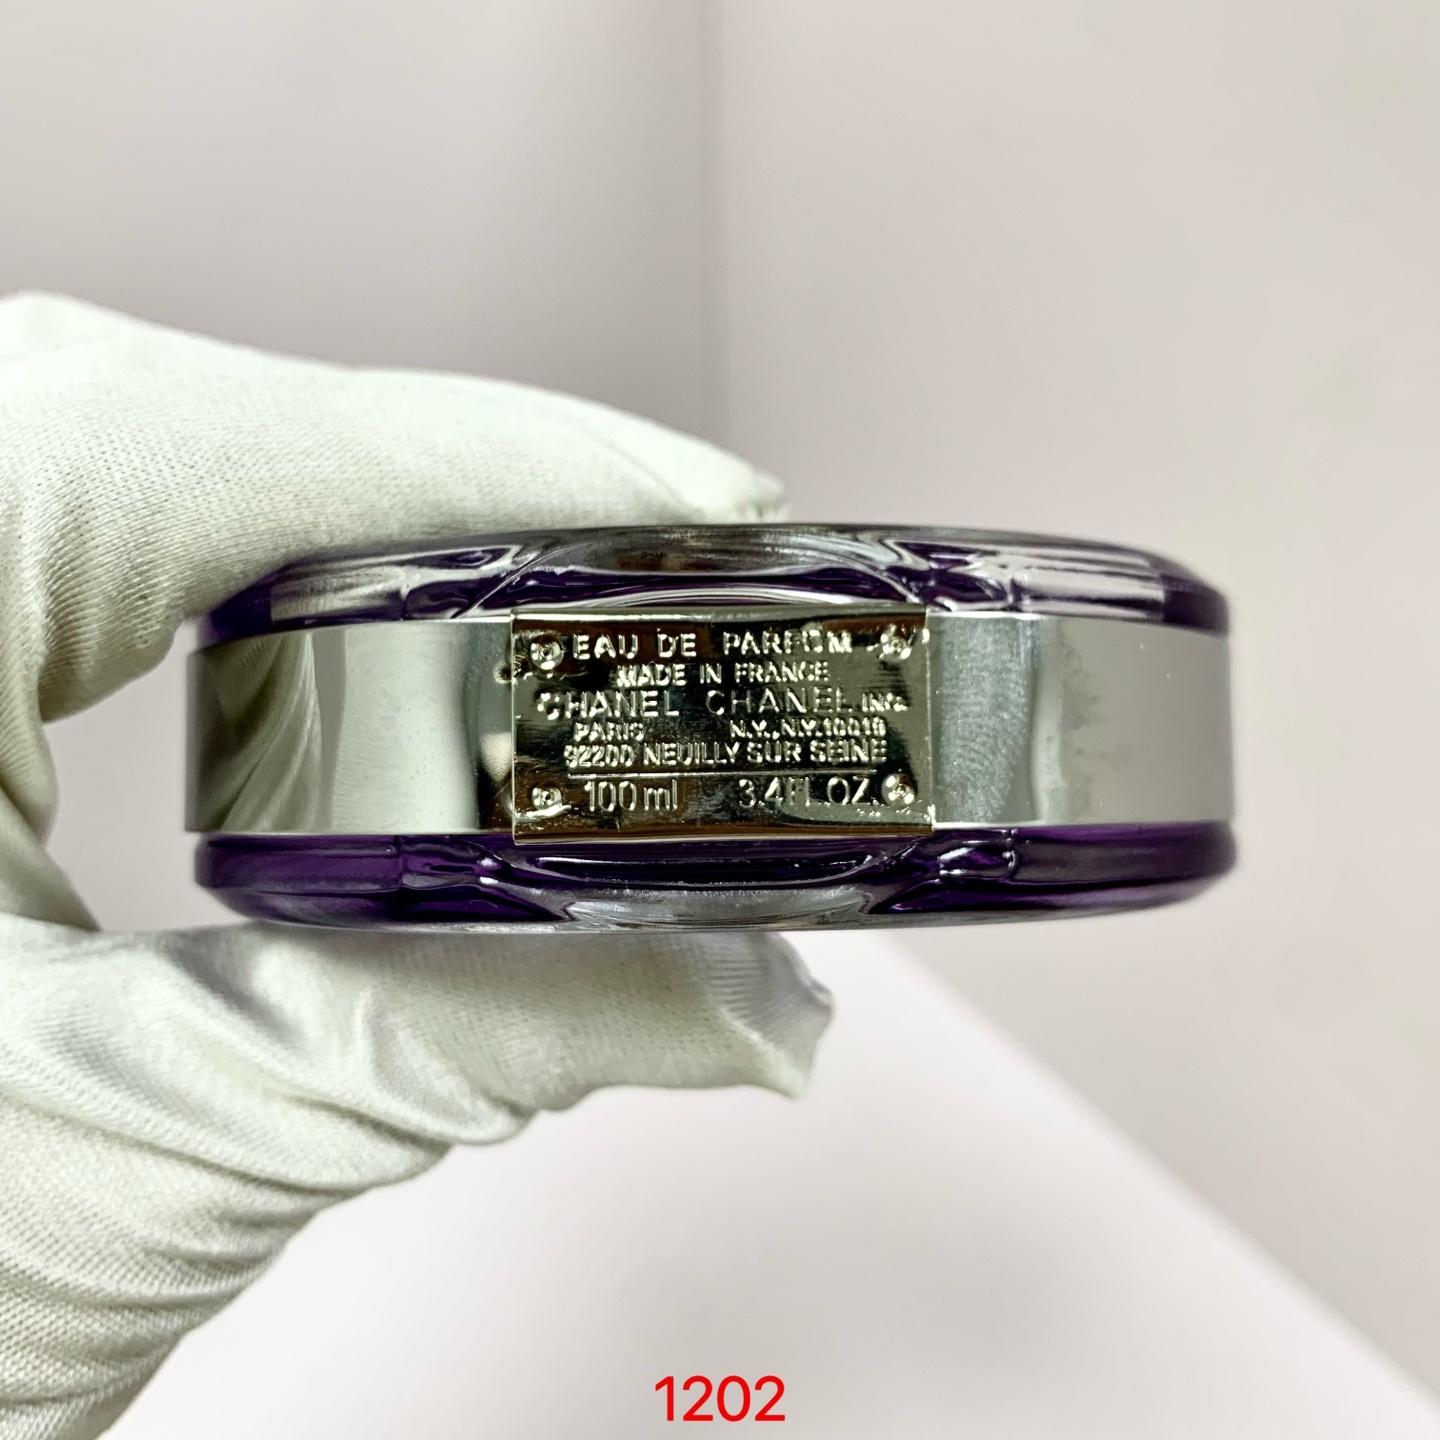 EAU DE PARFUM
MADE IN FRANCE
CHANEL CHANEL INC.
PARIS N.Y., N.Y. 10019
92200 NEUILLY SUR SEINE
100 ml 3.4 FL. OZ.
1202